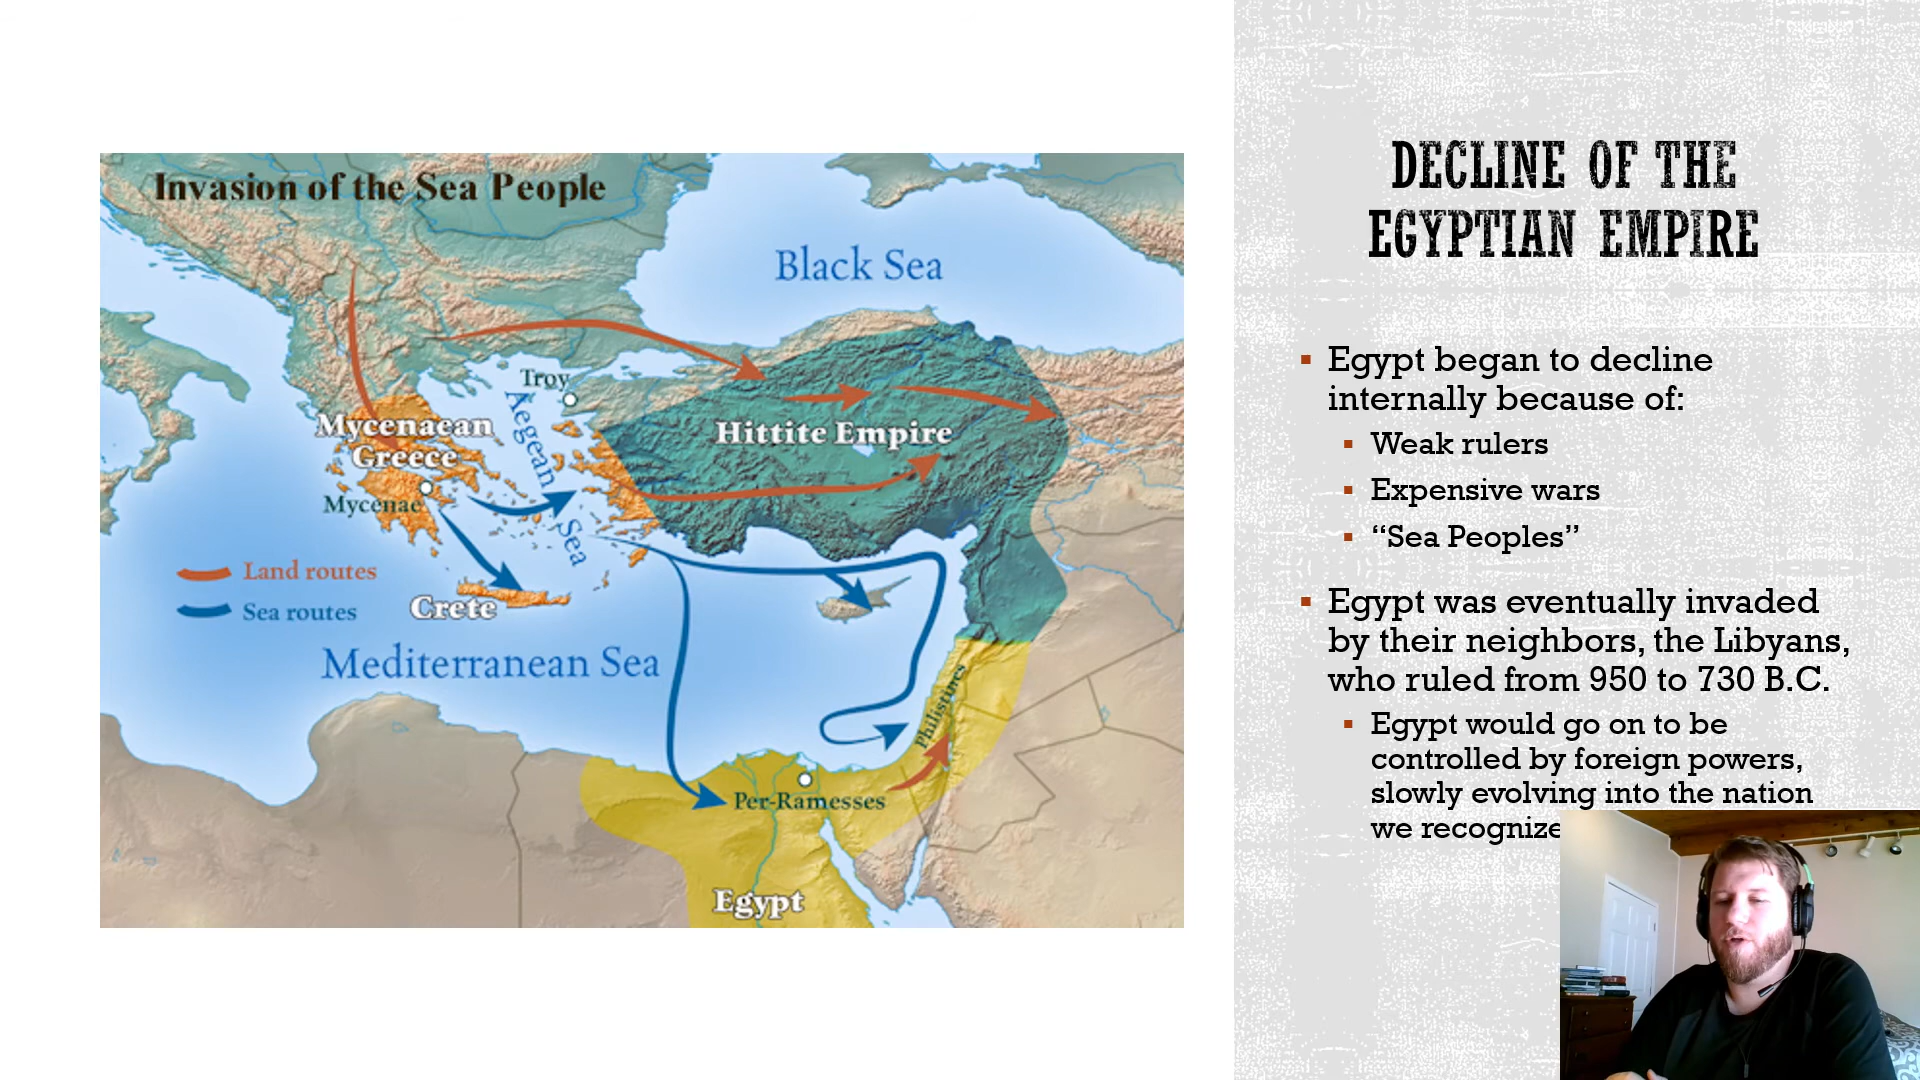 Invasion of the Sea People
Black Sea
Troy
Aegean Sea
Mycenaean
Greece
Hittite Empire
Mycenae
Land routes
Sea routes
Crete
Mediterranean Sea
Philistines
Per-Ramesses
Egypt
DECLINE OF THE
EGYPTIAN EMPIRE
Egypt began to decline
internally because of:
Weak rulers
Expensive wars
“Sea Peoples”
Egypt was eventually invaded
by their neighbors, the Libyans,
who ruled from 950 to 730 B.C.
Egypt would go on to be
controlled by foreign powers,
slowly evolving into the nation
we recognize